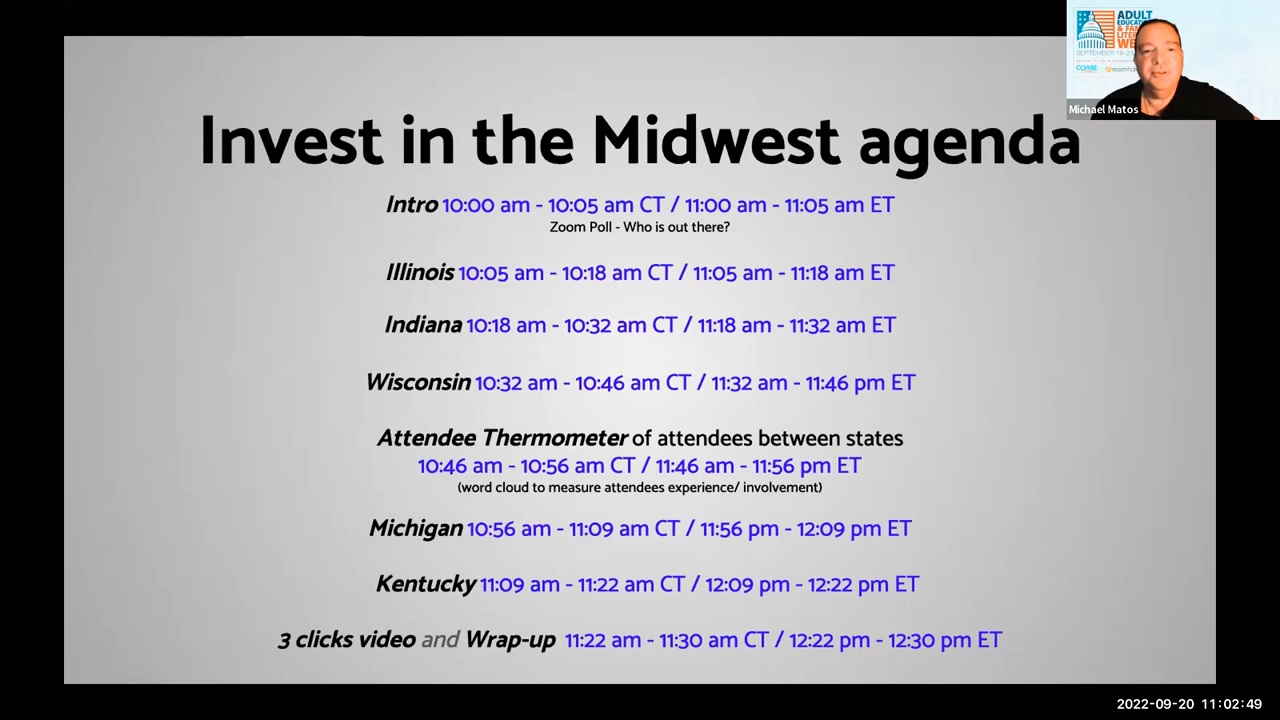 ADULT
EDUCATION
& FAM
LITE
WE
SEPTEMBER 18-23
COABE
essential
Michael Matos
Invest in the Midwest agenda
Intro 10:00 am - 10:05 am CT / 11:00 am - 11:05 am ET
Zoom Poll - Who is out there?
Illinois 10:05 am - 10:18 am CT / 11:05 am - 11:18 am ET
Indiana 10:18 am - 10:32 am CT / 11:18 am - 11:32 am ET
Wisconsin 10:32 am - 10:46 am CT / 11:32 am - 11:46 pm ET
Attendee Thermometer of attendees between states
10:46 am - 10:56 am CT / 11:46 am - 11:56 pm ET
(word cloud to measure attendees experience/ involvement)
Michigan 10:56 am - 11:09 am CT / 11:56 pm - 12:09 pm ET
Kentucky 11:09 am - 11:22 am CT / 12:09 pm - 12:22 pm ET
3 clicks video and Wrap-up 11:22 am - 11:30 am CT / 12:22 pm - 12:30 pm ET
2022-09-20 11:02:49